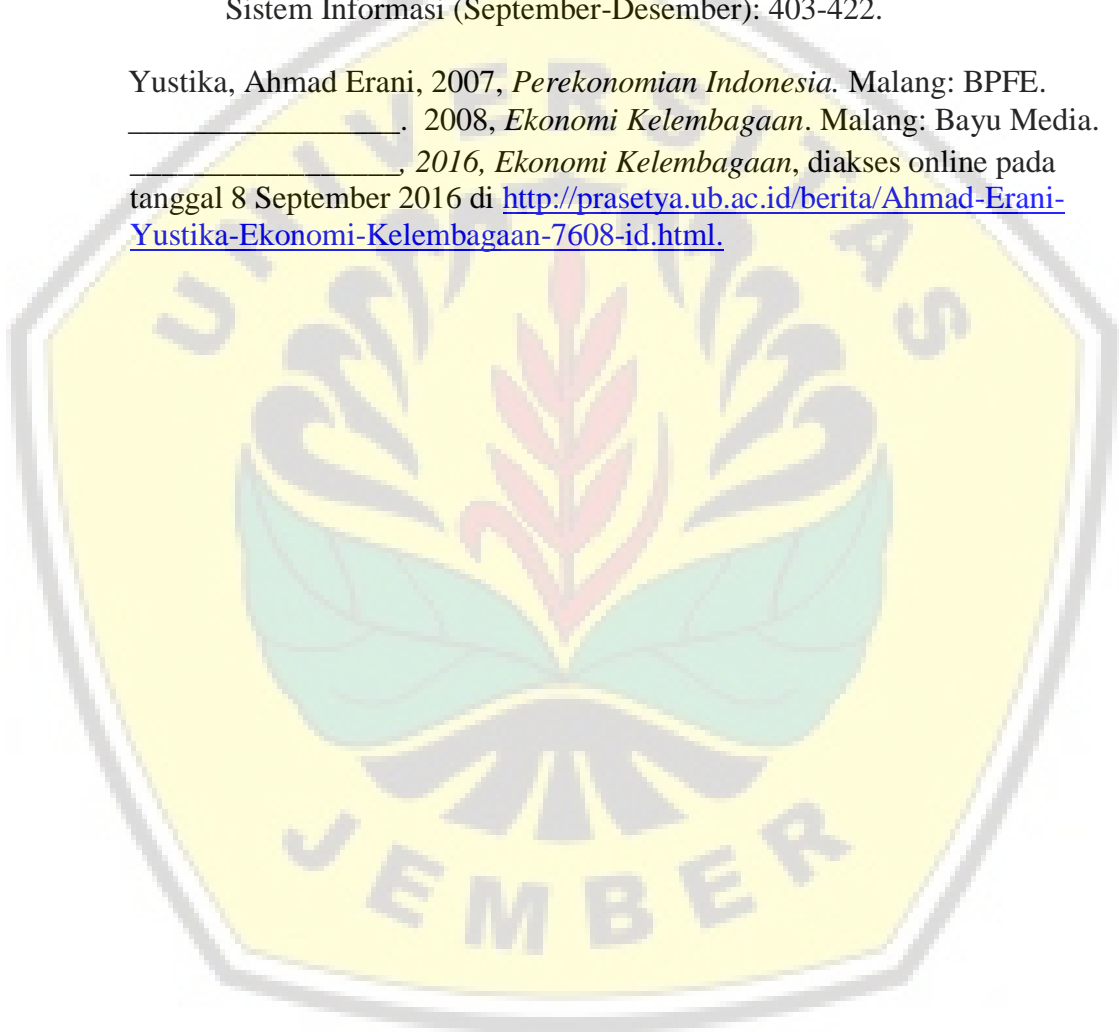 Sistem Informasi (September-Desember): 403-422.
Yustika, Ahmad Erani, 2007, Perekonomian Indonesia. Malang: BPFE.
_________________. 2008, Ekonomi Kelembagaan. Malang: Bayu Media.
_________________, 2016, Ekonomi Kelembagaan, diakses online pada
tanggal 8 September 2016 di http://prasetya.ub.ac.id/berita/Ahmad-Erani-
Yustika-Ekonomi-Kelembagaan-7608-id.html.
UNIVERSITAS
JEMBER